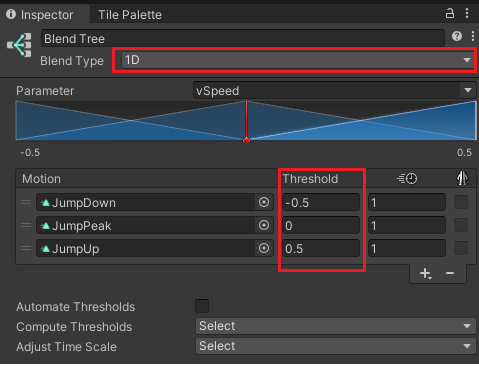 Inspector Tile Palette
Blend Tree
Blend Type 1D
Parameter vSpeed
-0.5 0.5
Motion Threshold
JumpDown -0.5 1
JumpPeak 0 1
JumpUp 0.5 1
+ -
Automate Thresholds
Compute Thresholds Select
Adjust Time Scale Select